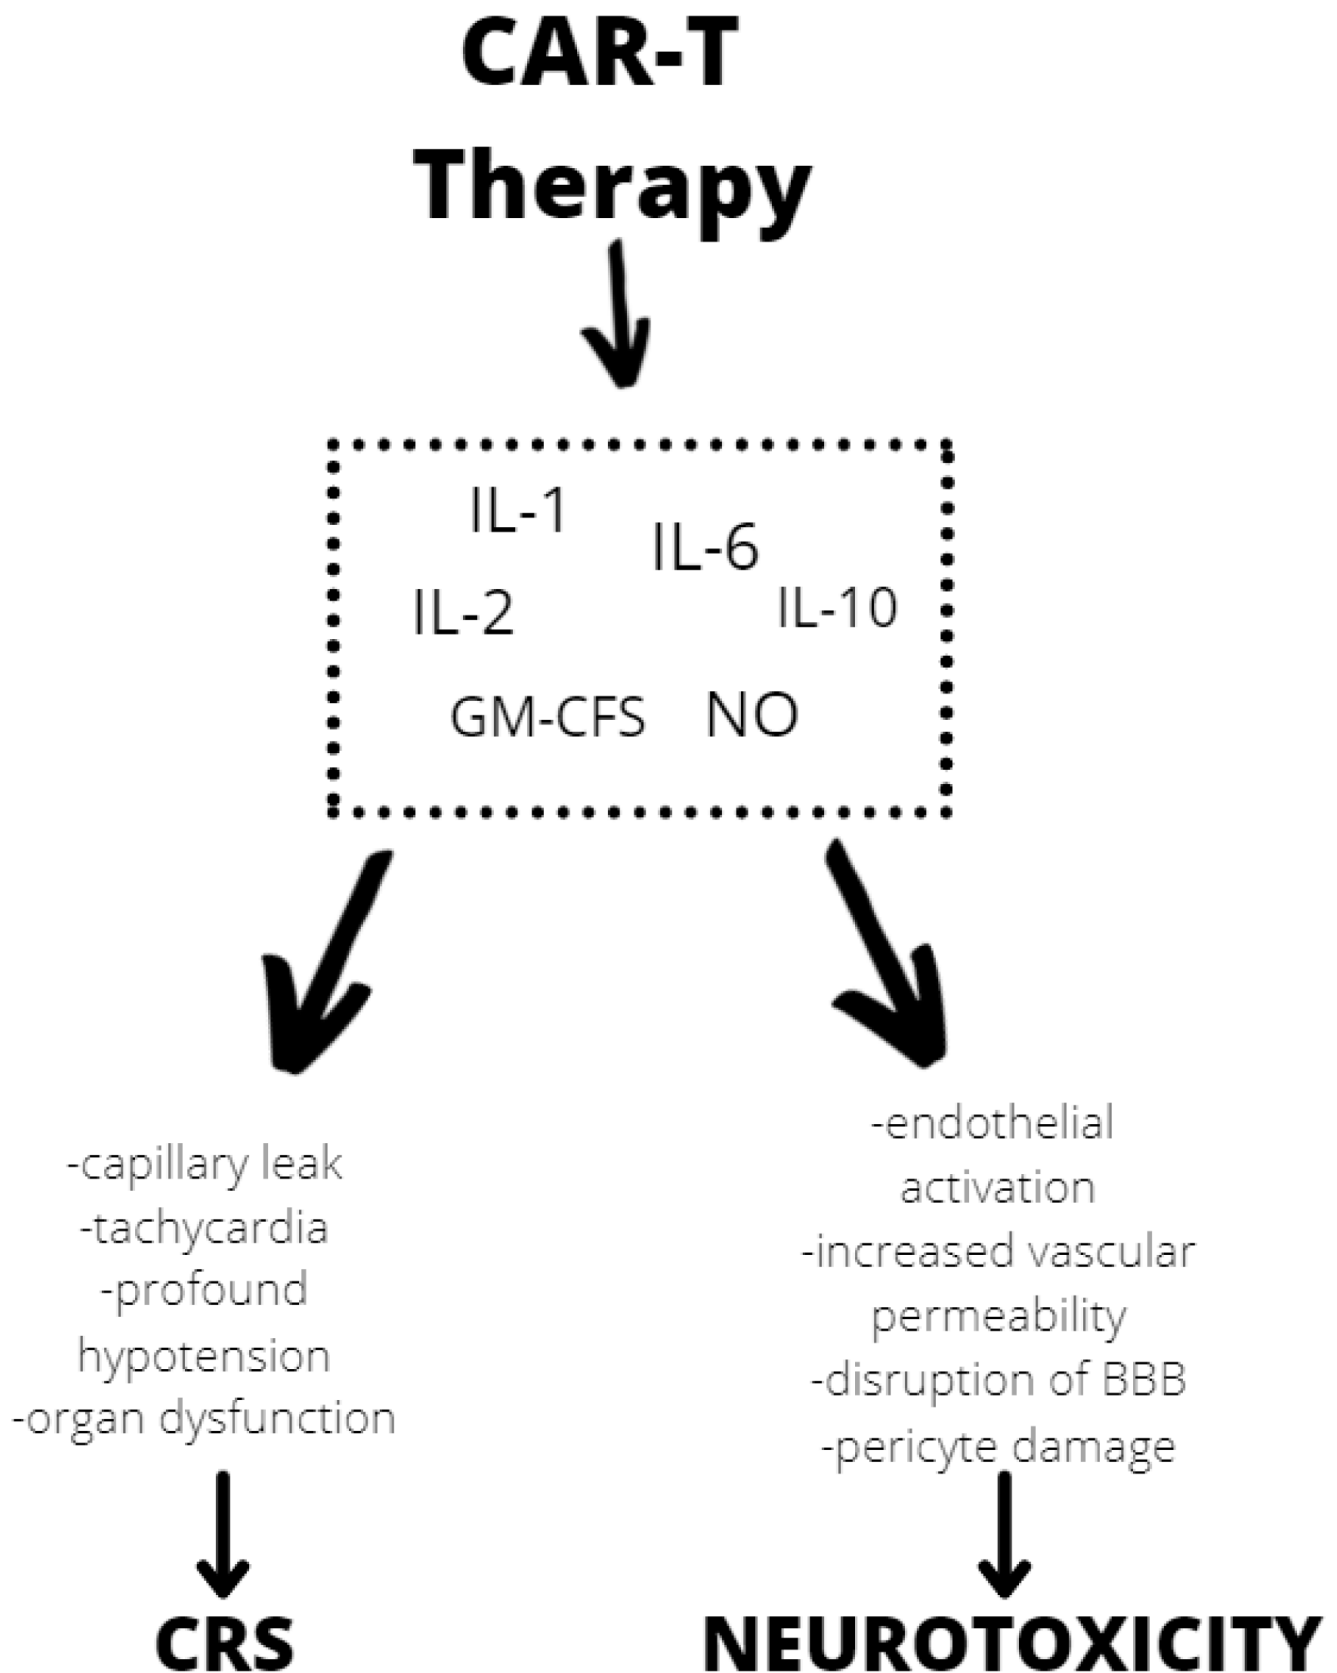 CAR-T
Therapy
IL-1
IL-6
IL-2
IL-10
GM-CFS
NO
-capillary leak
-tachycardia
-profound
hypotension
-organ dysfunction
CRS
-endothelial
activation
-increased vascular
permeability
-disruption of BBB
-pericyte damage
NEUROTOXICITY